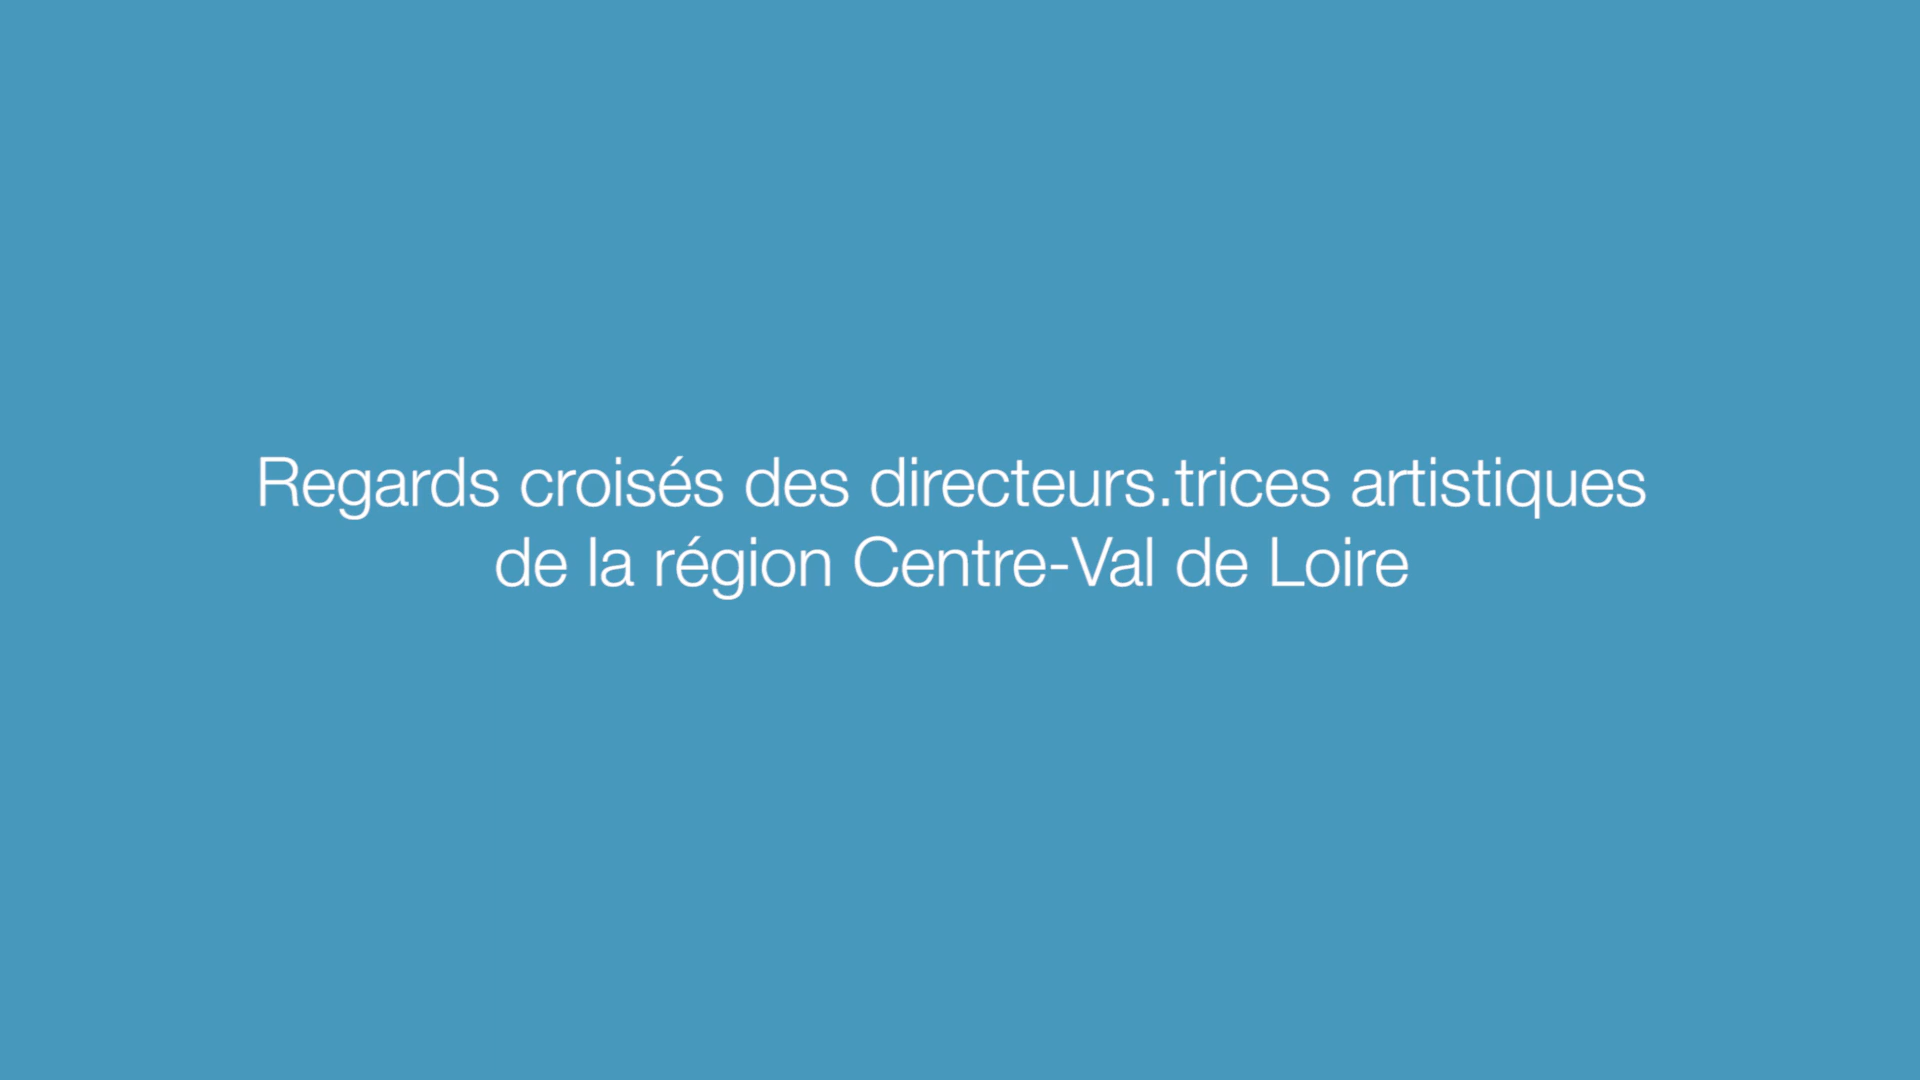 Regards croisés des directeurs.trices artistiques
de la région Centre-Val de Loire